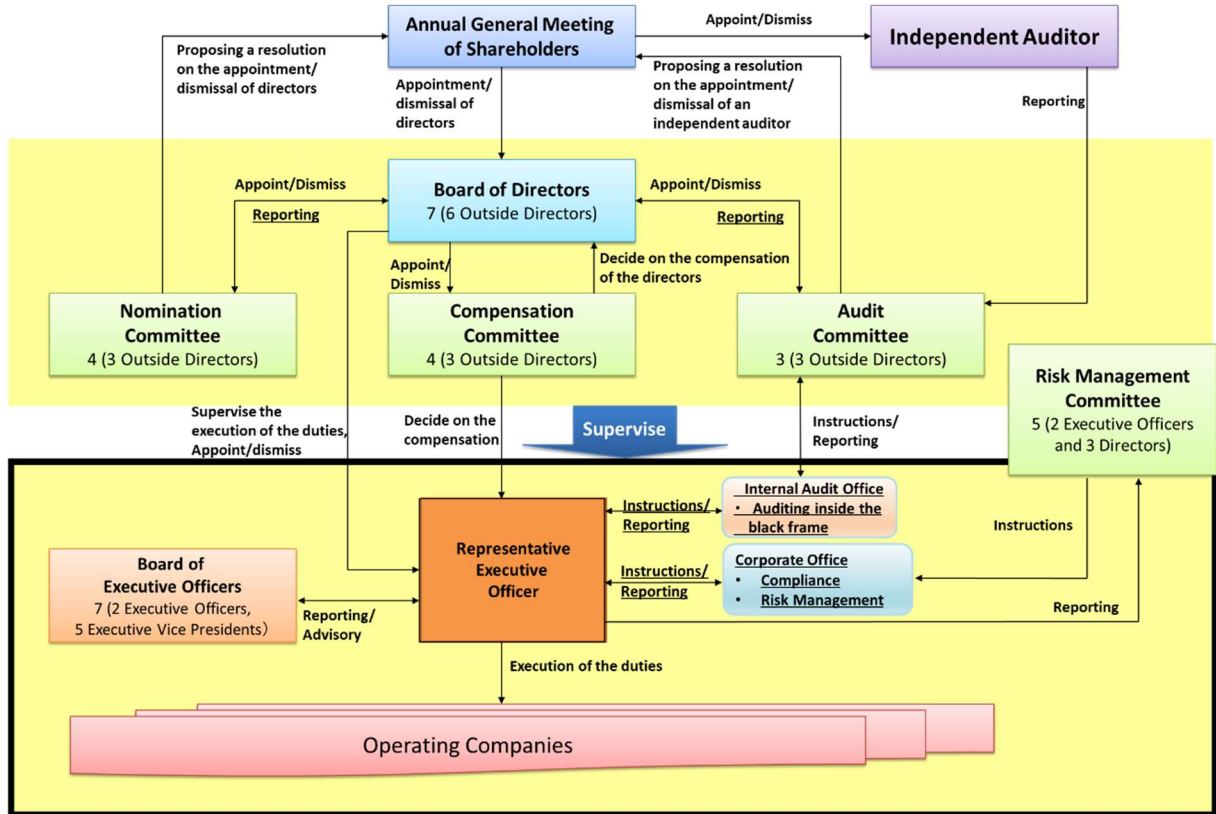 Annual General Meeting
of Shareholders
Appoint/Dismiss
Independent Auditor
Proposing a resolution
on the appointment/
dismissal of directors
Appointment/
dismissal of
directors
Proposing a resolution
on the appointment/
dismissal of an
independent auditor
Reporting
Board of Directors
7 (6 Outside Directors)
Appoint/Dismiss
Reporting
Appoint/Dismiss
Reporting
Appoint/
Dismiss
Decide on the compensation
of the directors
Nomination
Committee
4 (3 Outside Directors)
Compensation
Committee
4 (3 Outside Directors)
Audit
Committee
3 (3 Outside Directors)
Risk Management
Committee
5 (2 Executive Officers
and 3 Directors)
Supervise the
execution of the duties,
Appoint/dismiss
Decide on the
compensation
Supervise
Instructions/
Reporting
Internal Audit Office
・ Auditing inside the
black frame
Instructions/
Reporting
Instructions
Representative
Executive
Officer
Corporate Office
• Compliance
• Risk Management
Instructions/
Reporting
Board of
Executive Officers
7 (2 Executive Officers,
5 Executive Vice Presidents）
Reporting/
Advisory
Reporting
Execution of the duties
Operating Companies